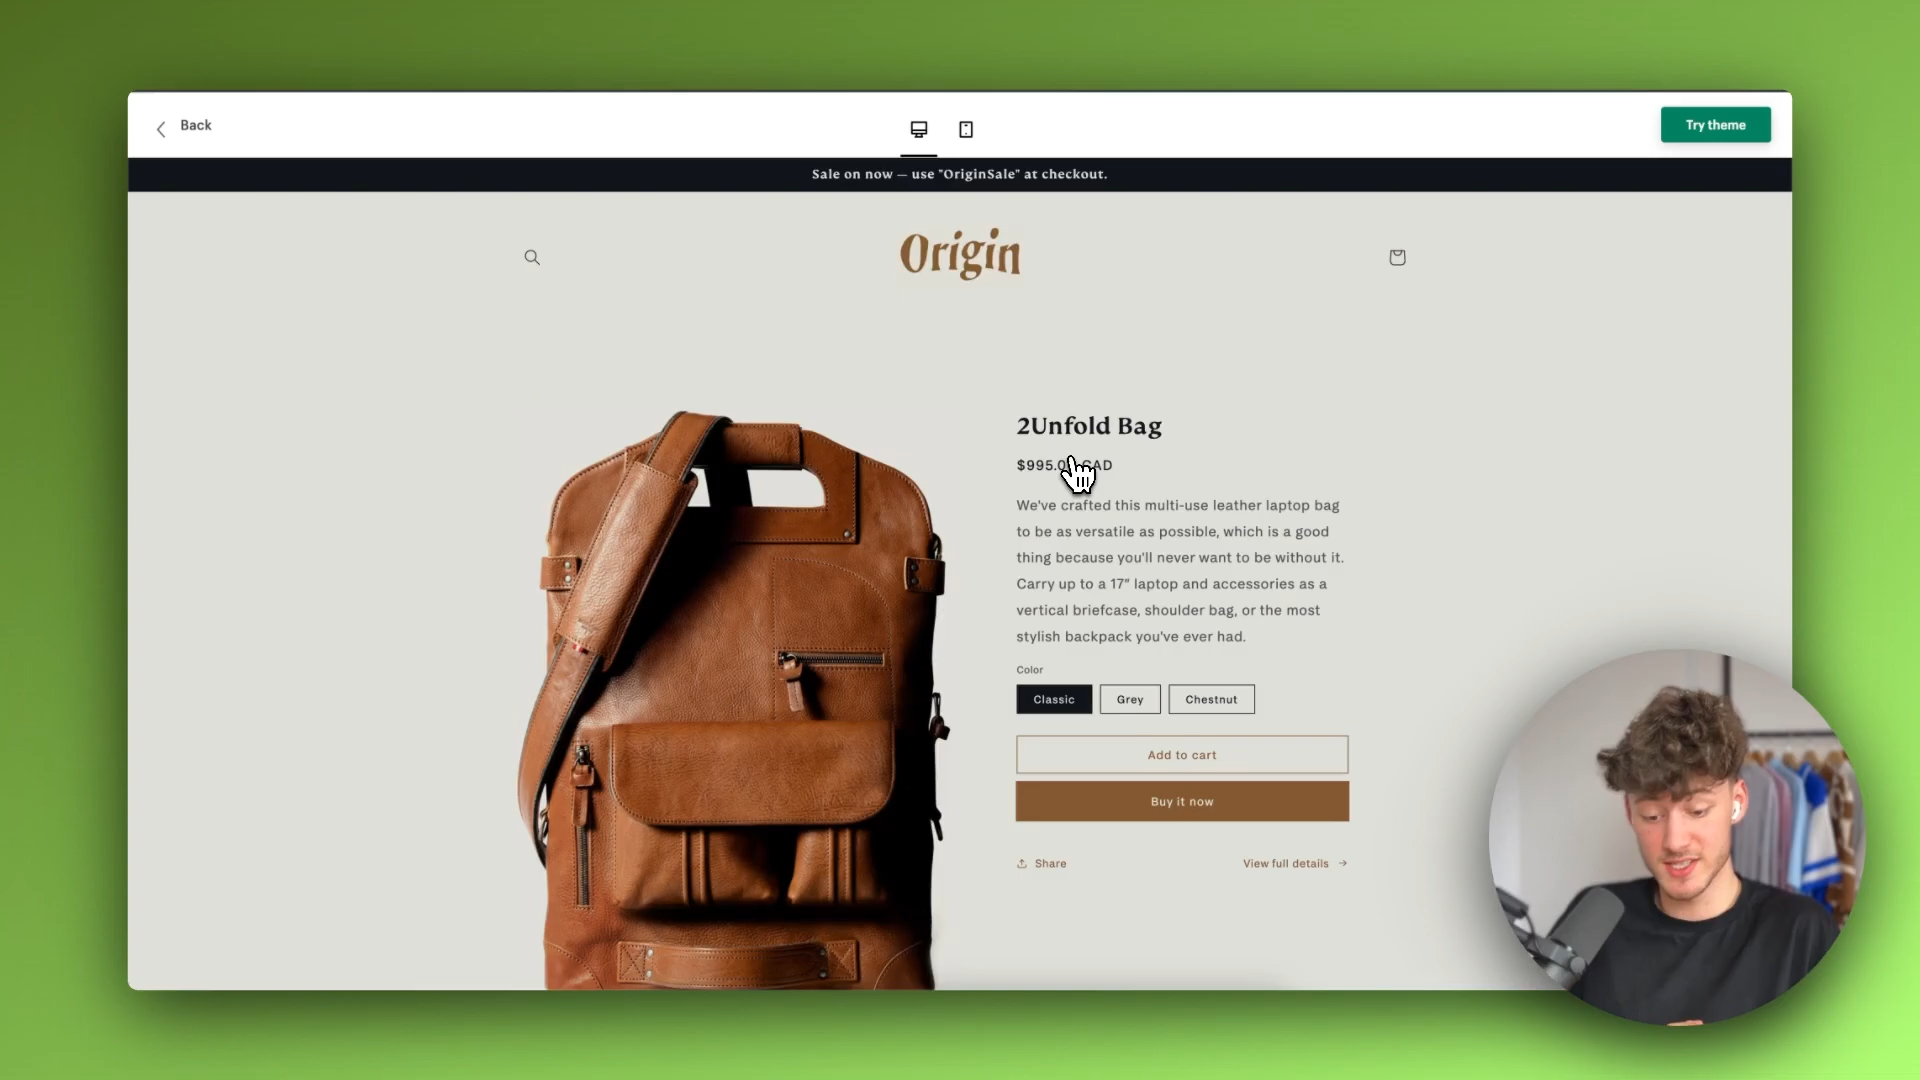 Back
Try theme
Sale on now — use "OriginSale" at checkout.
Origin
2Unfold Bag
$995.0 CAD
We've crafted this multi-use leather laptop bag
to be as versatile as possible, which is a good
thing because you'll never want to be without it.
Carry up to a 17" laptop and accessories as a
vertical briefcase, shoulder bag, or the most
stylish backpack you've ever had.
Color
Classic Grey Chestnut
Add to cart
Buy it now
Share View full details →